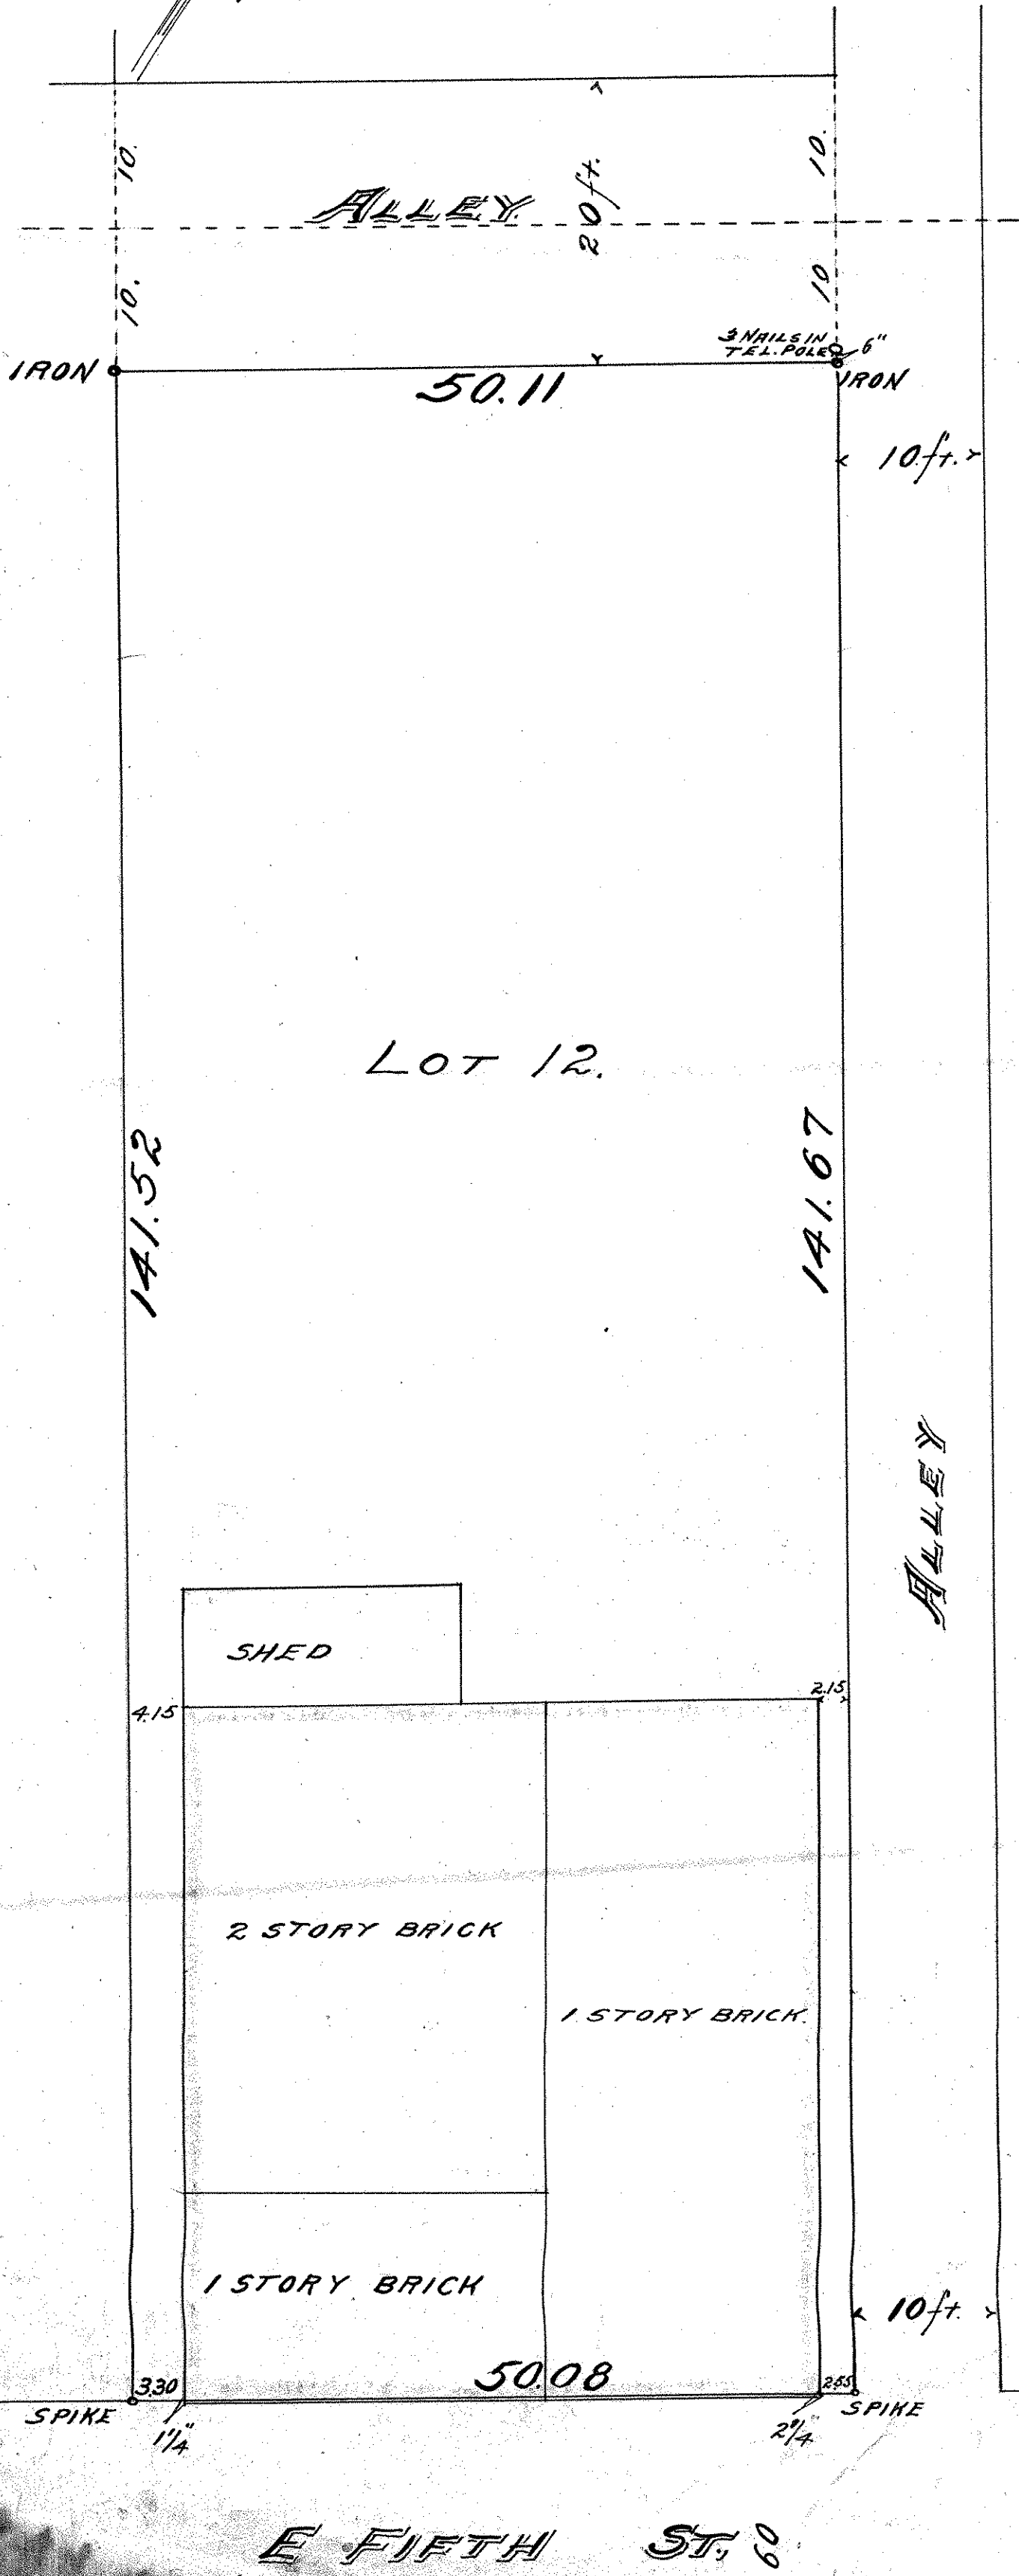 10.
10.
ALLEY.
20 ft.
10.
10
3 NAILS IN
TEL. POLE
6"
IRON
IRON
50.11
10 ft.
LOT 12.
141.52
141.67
ALLEY
SHED
4.15
2.15
2 STORY BRICK
1 STORY BRICK.
1 STORY BRICK
10 ft.
3.30
50.08
2.55
SPIKE
SPIKE
1 1/4"
2 1/4"
E FIFTH ST, 60